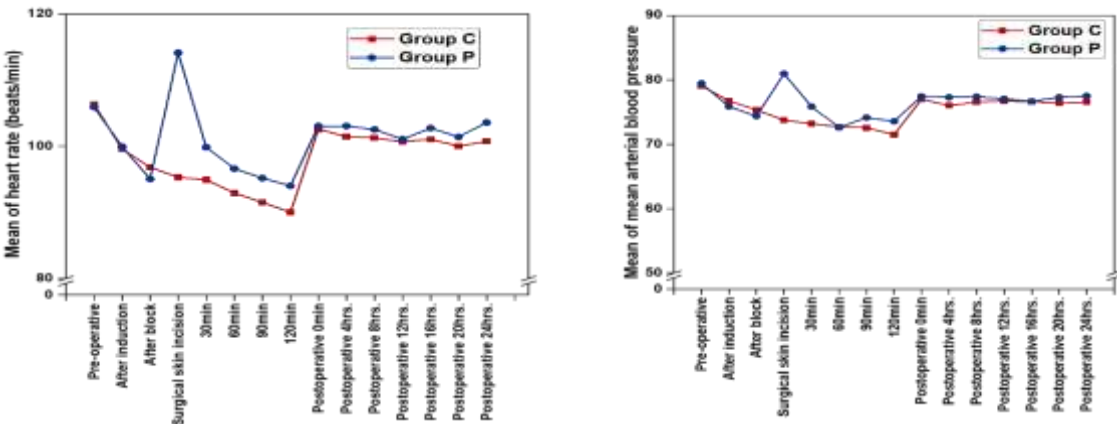 120
100
80
0
Mean of heart rate (beats/min)
Group C
Group P
Pre-operative
After induction
After block
Surgical skin incision
30min
60min
90min
120min
Postoperative 0min
Postoperative 4hrs.
Postoperative 8hrs.
Postoperative 12hrs.
Postoperative 16hrs.
Postoperative 20hrs.
Postoperative 24hrs.
90
80
70
60
50
0
Mean of mean arterial blood pressure
Group C
Group P
Pre-operative
After induction
After block
Surgical skin incision
30min
60min
90min
120min
Postoperative 0min
Postoperative 4hrs.
Postoperative 8hrs.
Postoperative 12hrs.
Postoperative 16hrs.
Postoperative 20hrs.
Postoperative 24hrs.